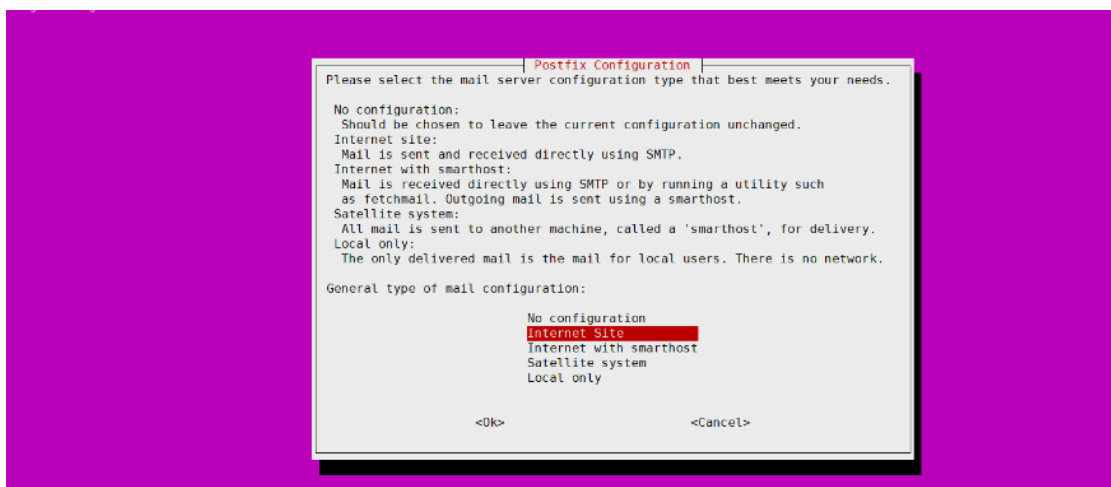 Postfix Configuration
Please select the mail server configuration type that best meets your needs.
No configuration:
Should be chosen to leave the current configuration unchanged.
Internet site:
Mail is sent and received directly using SMTP.
Internet with smarthost:
Mail is received directly using SMTP or by running a utility such
as fetchmail. Outgoing mail is sent using a smarthost.
Satellite system:
All mail is sent to another machine, called a 'smarthost', for delivery.
Local only:
The only delivered mail is the mail for local users. There is no network.
General type of mail configuration:
No configuration
Internet Site
Internet with smarthost
Satellite system
Local only
<Ok> <Cancel>